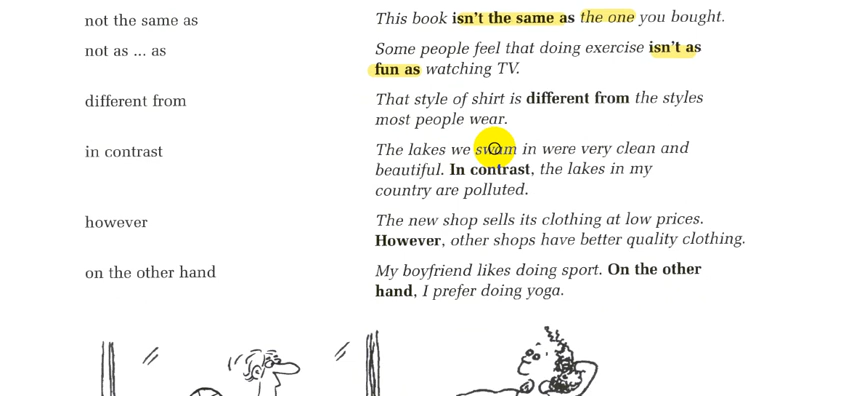 not the same as
This book isn't the same as the one you bought.
not as ... as
Some people feel that doing exercise isn't as
fun as watching TV.
different from
That style of shirt is different from the styles
most people wear.
in contrast
The lakes we swam in were very clean and
beautiful. In contrast, the lakes in my
country are polluted.
however
The new shop sells its clothing at low prices.
However, other shops have better quality clothing.
on the other hand
My boyfriend likes doing sport. On the other
hand, I prefer doing yoga.